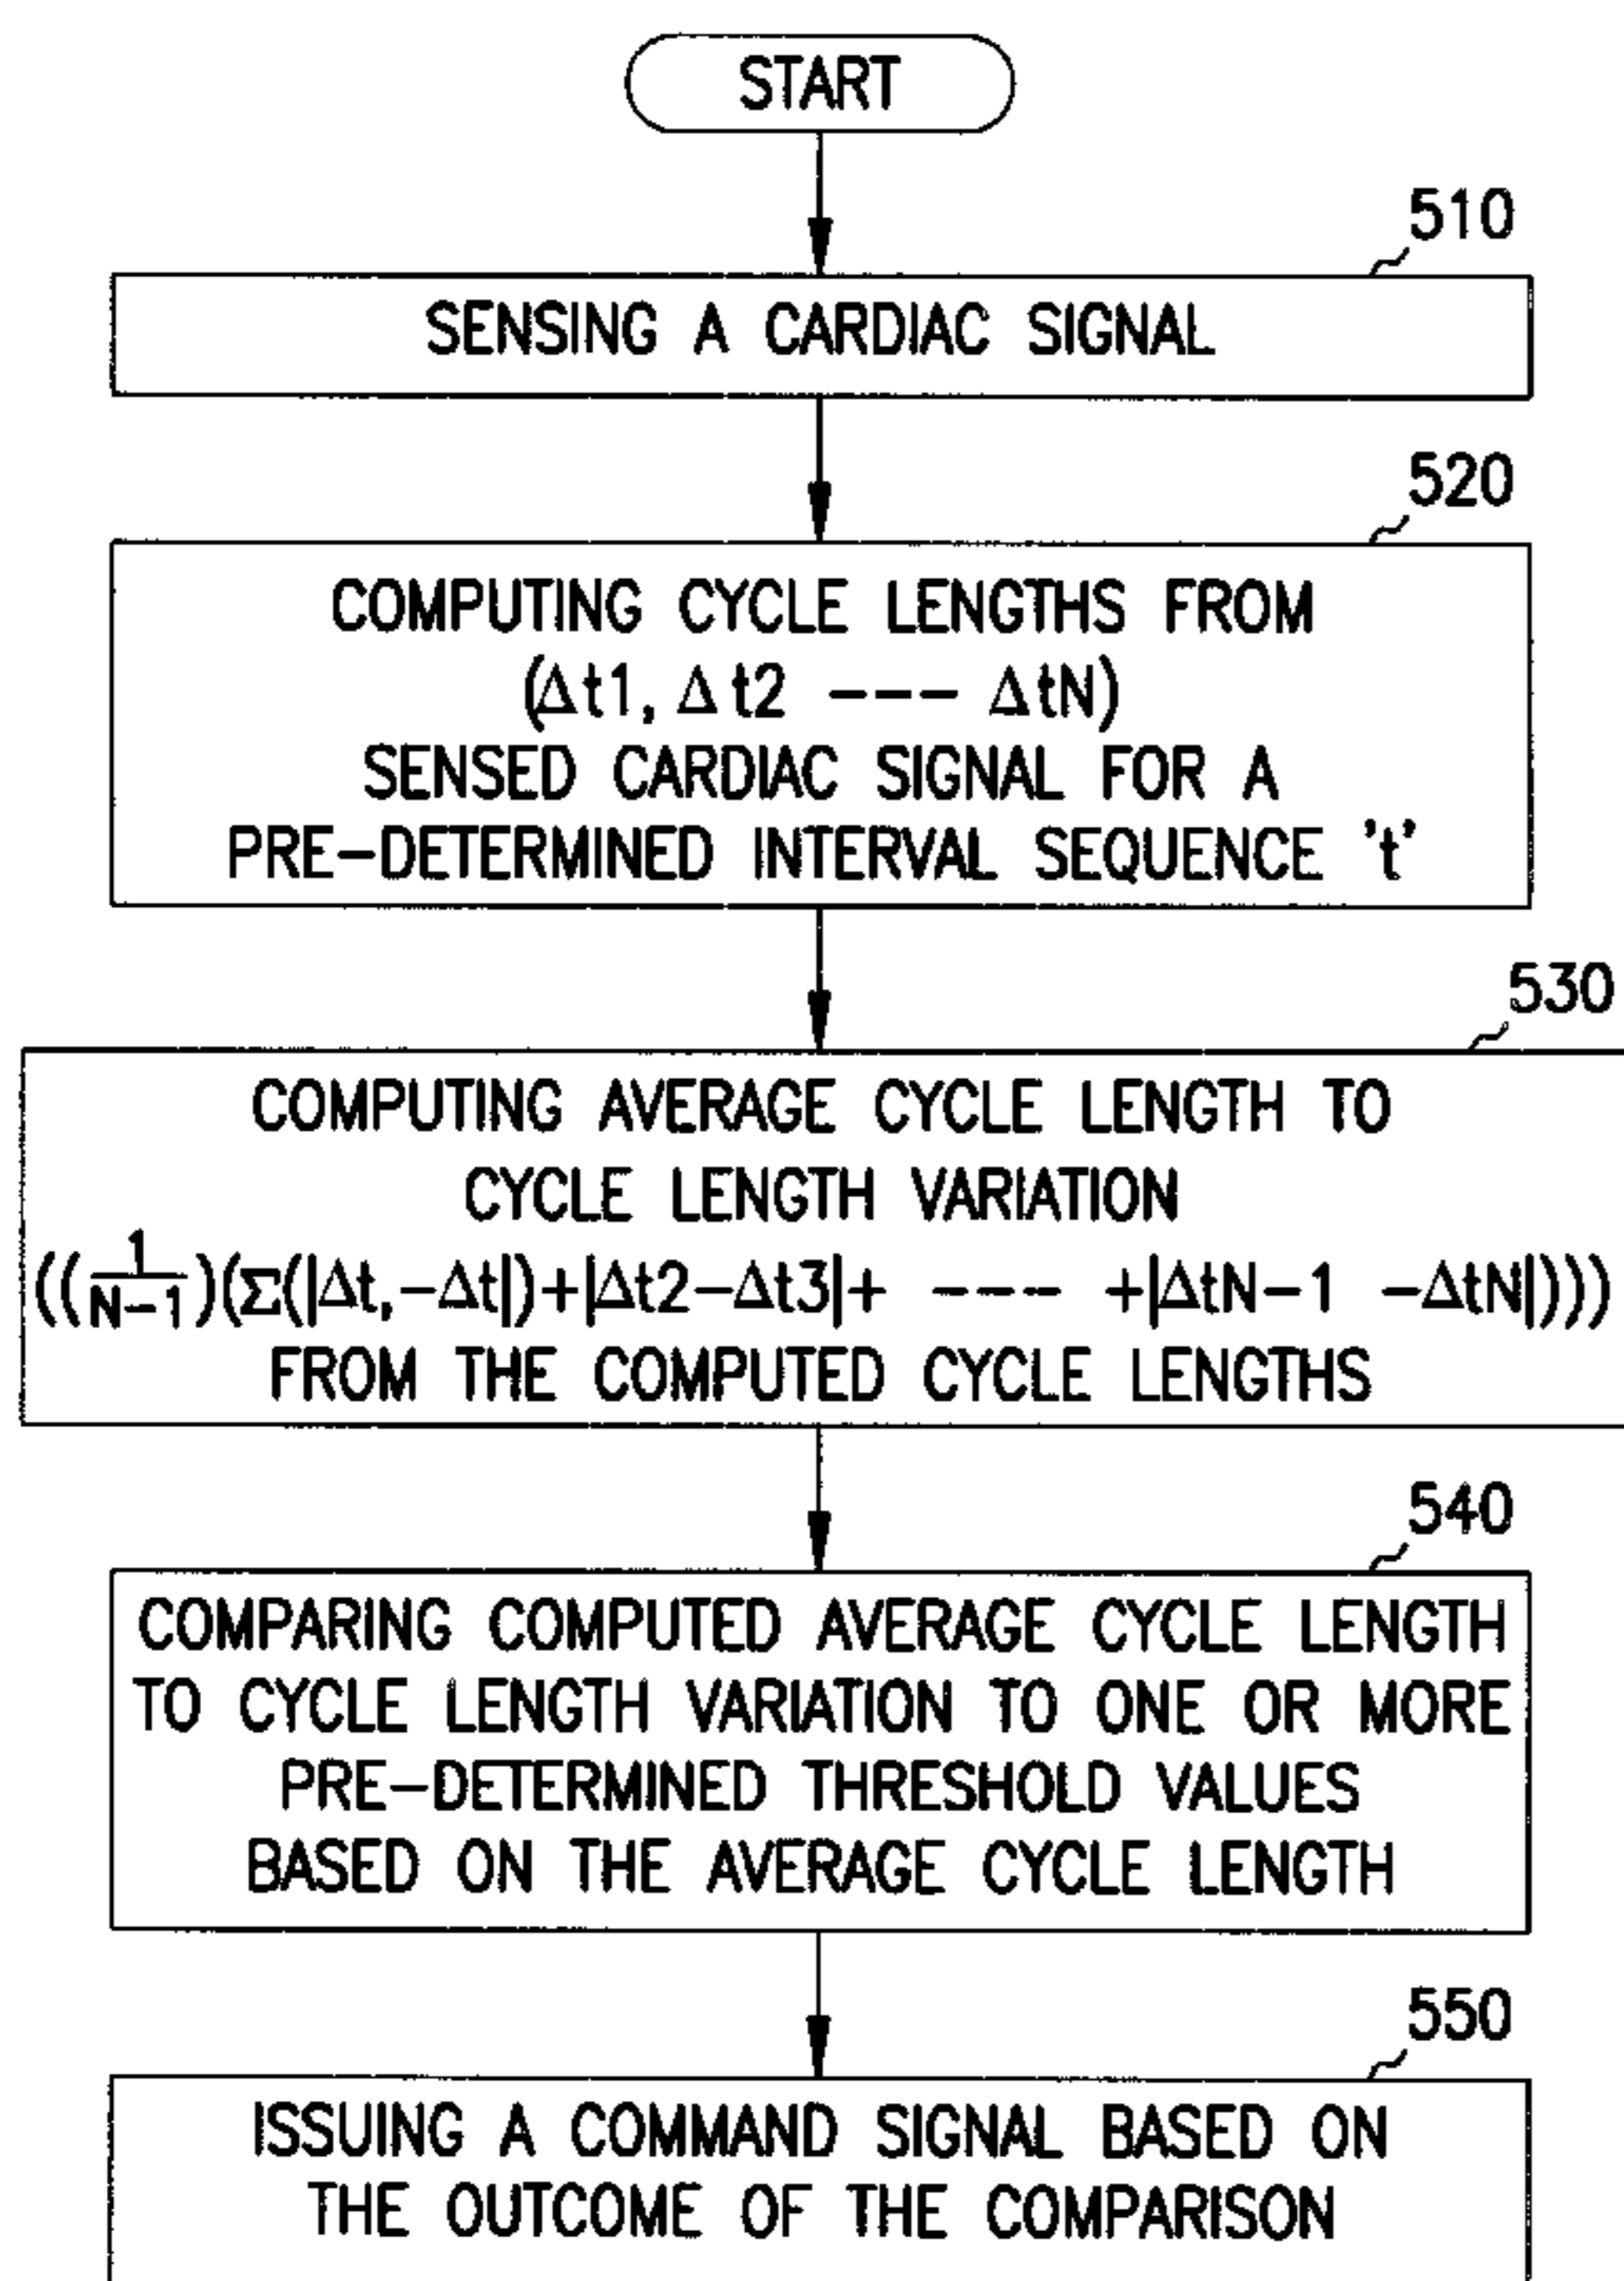 START
510
SENSING A CARDIAC SIGNAL
520
COMPUTING CYCLE LENGTHS FROM
(Δt1, Δt2 --- ΔtN)
SENSED CARDIAC SIGNAL FOR A
PRE-DETERMINED INTERVAL SEQUENCE 't'
530
COMPUTING AVERAGE CYCLE LENGTH TO
CYCLE LENGTH VARIATION
((1/N-1)(Σ(|Δt,-Δt|)+|Δt2-Δt3|+ --- +|ΔtN-1 -ΔtN|)))
FROM THE COMPUTED CYCLE LENGTHS
540
COMPARING COMPUTED AVERAGE CYCLE LENGTH
TO CYCLE LENGTH VARIATION TO ONE OR MORE
PRE-DETERMINED THRESHOLD VALUES
BASED ON THE AVERAGE CYCLE LENGTH
550
ISSUING A COMMAND SIGNAL BASED ON
THE OUTCOME OF THE COMPARISON